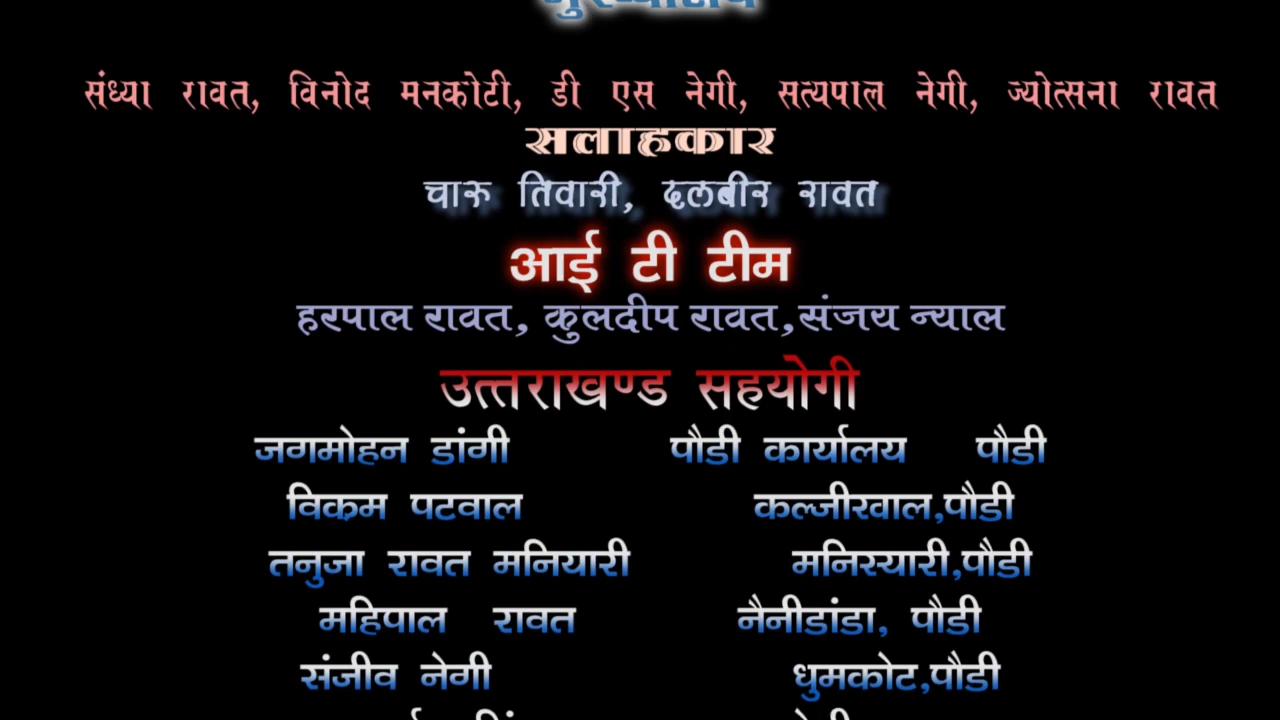 संध्या रावत, विनोद मनकोटी, डी एस नेगी, सत्यपाल नेगी, ज्योत्सना रावत
सलाहकार
चारू तिवारी, दलबीर रावत
आई टी टीम
हरपाल रावत, कुलदीप रावत,संजय न्याल
उत्तराखण्ड सहयोगी
जगमोहन डांगी पौडी कार्यालय पौडी
विक्रम पटवाल कल्जीखाल,पौडी
तनुजा रावत मनियारी मनिस्यारी,पौडी
महिपाल रावत नैनीडांडा, पौडी
संजीव नेगी धुमकोट,पौडी